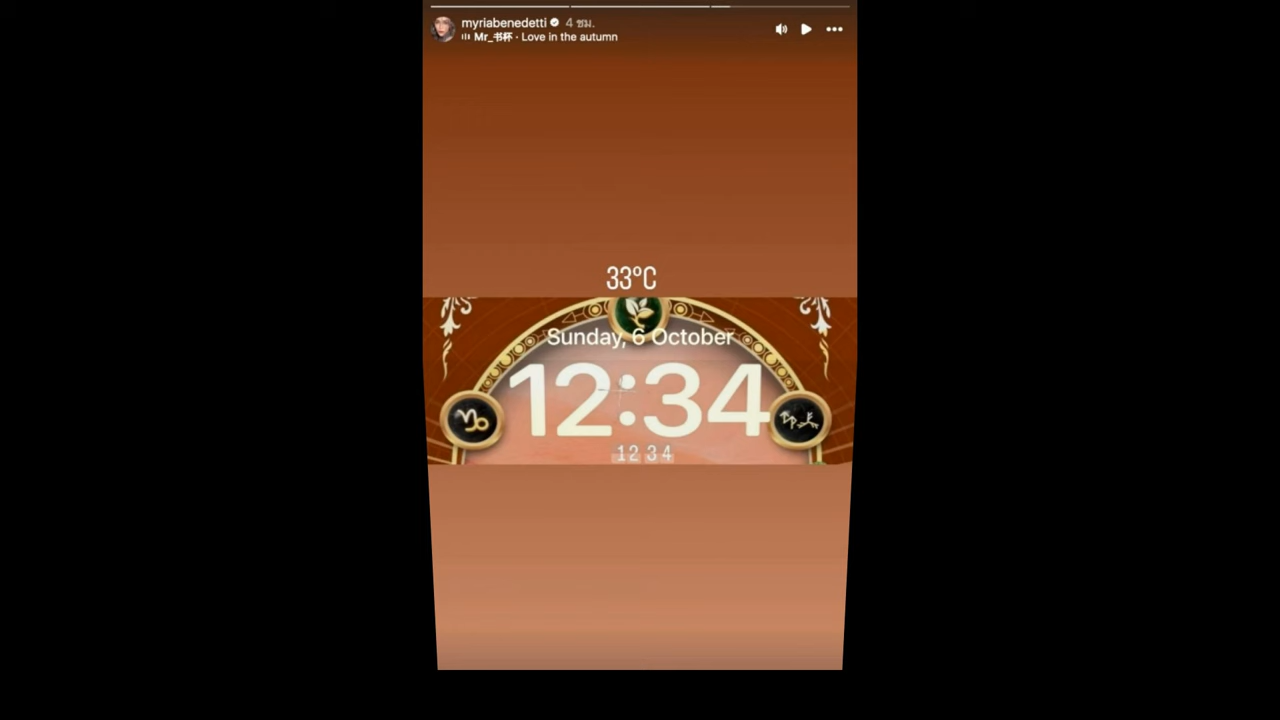 myriabenedetti 4 ชม.
Mr_书杯 · Love in the autumn
33°C
Sunday, 6 October
12:34
12 34